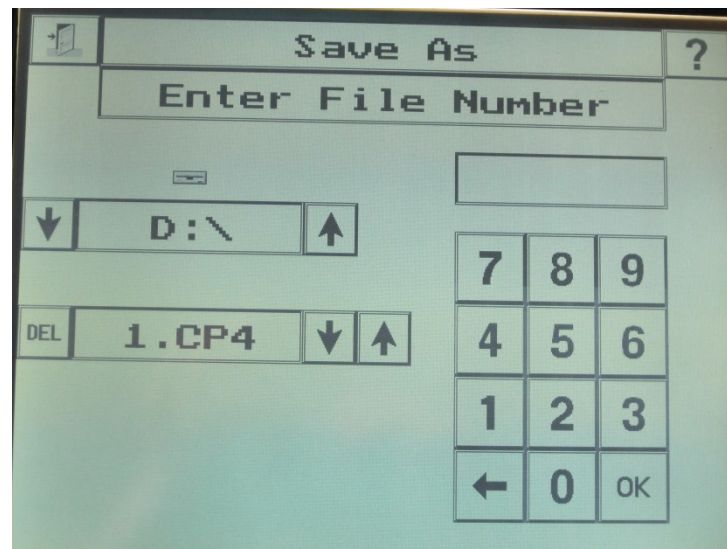 Save As ?
Enter File Number
D:\
7 8 9
DEL 1.CP4
4 5 6
1 2 3
0 OK